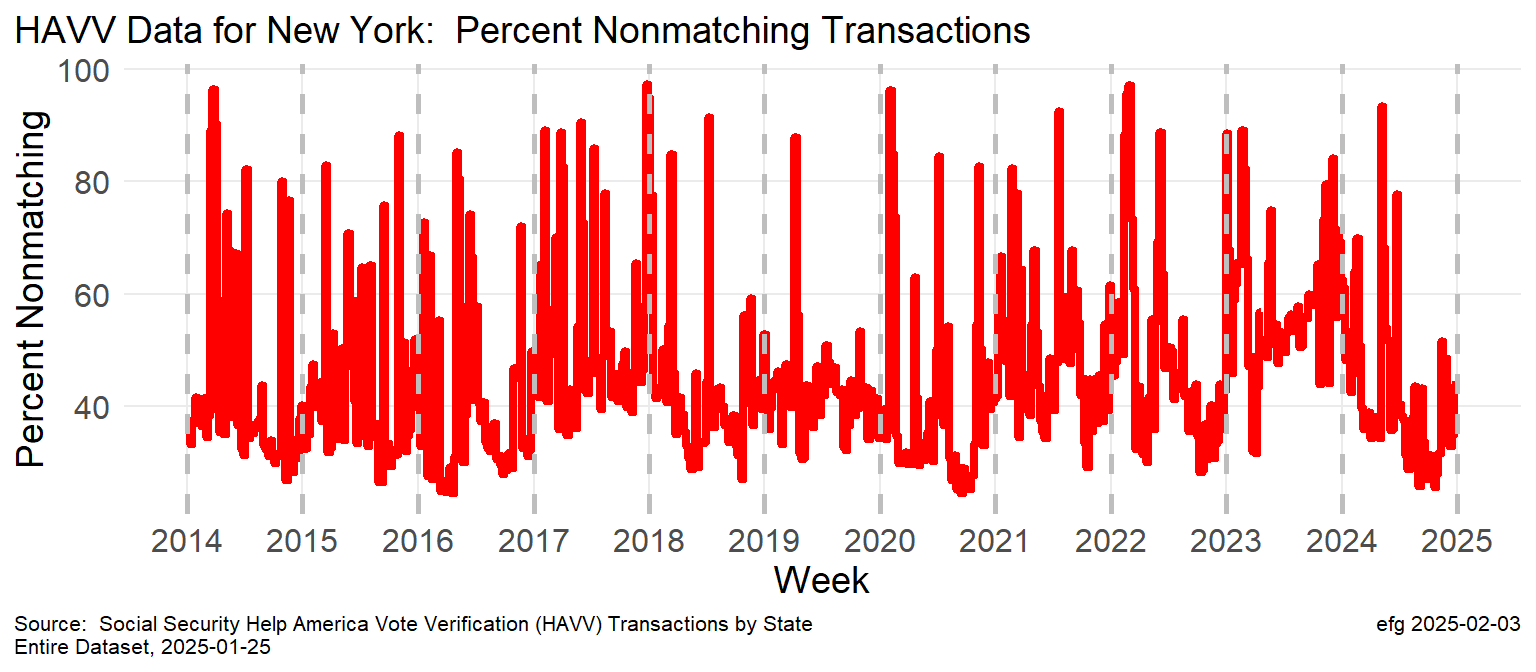 HAVV Data for New York:  Percent Nonmatching Transactions
Percent Nonmatching
100
80
60
40
2014 2015 2016 2017 2018 2019 2020 2021 2022 2023 2024 2025
Week
Source:  Social Security Help America Vote Verification (HAVV) Transactions by State
Entire Dataset, 2025-01-25
efg 2025-02-03